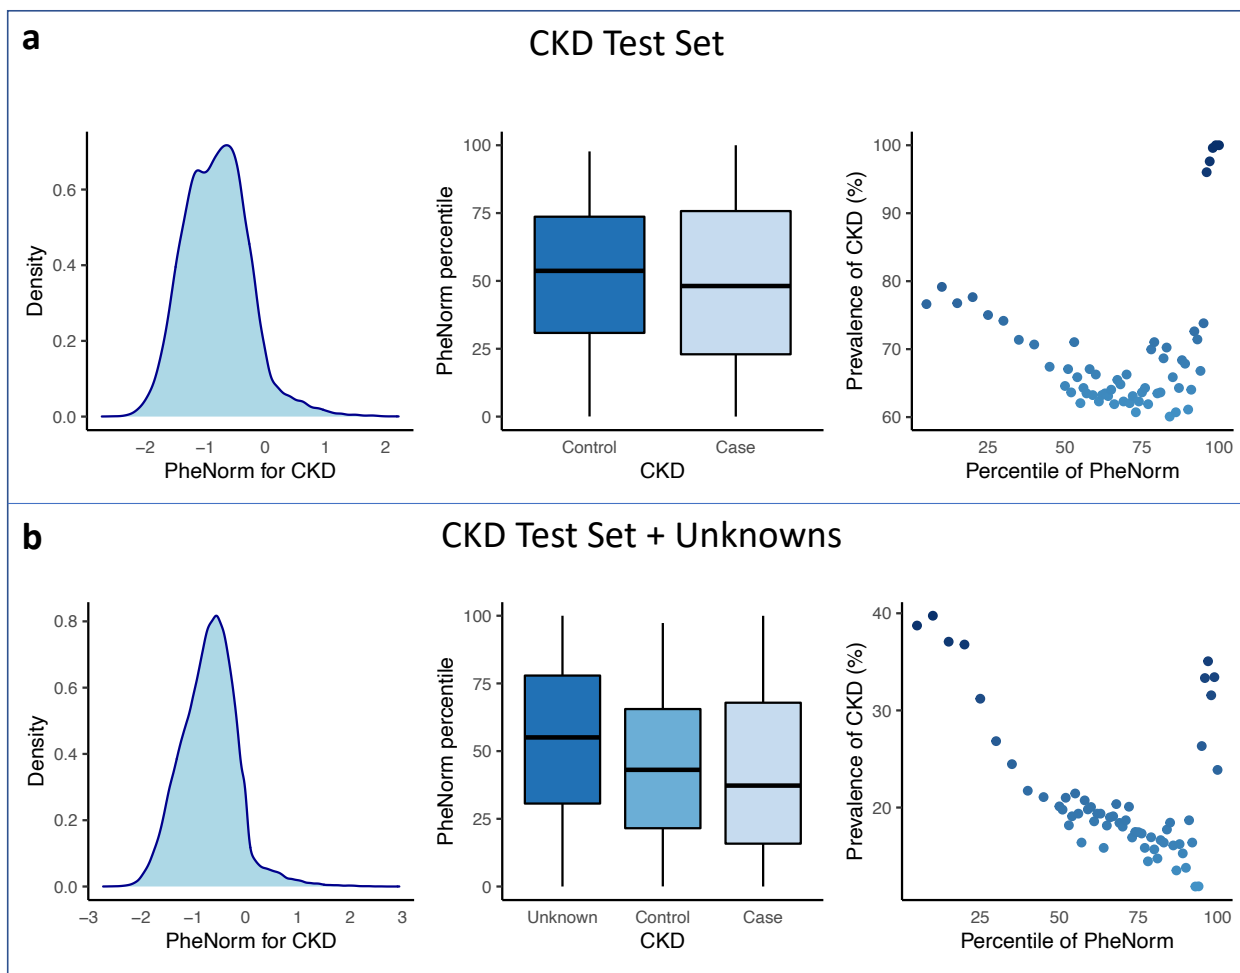 a
CKD Test Set
Density
0.6
0.4
0.2
0.0
−2
−1
0
1
2
PheNorm for CKD
PheNorm percentile
100
75
50
25
0
Control
Case
CKD
Prevalence of CKD (%)
100
90
80
70
60
25
50
75
100
Percentile of PheNorm
b
CKD Test Set + Unknowns
Density
0.8
0.6
0.4
0.2
0.0
−3
−2
−1
0
1
2
3
PheNorm for CKD
PheNorm percentile
100
75
50
25
0
Unknown
Control
Case
CKD
Prevalence of CKD (%)
40
30
20
25
50
75
100
Percentile of PheNorm